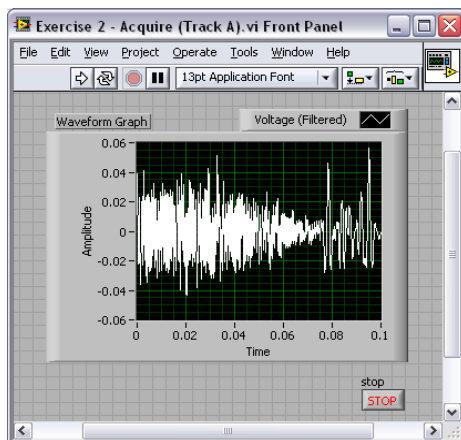 Exercise 2 - Acquire (Track A).vi Front Panel
File Edit View Project Operate Tools Window Help
13pt Application Font
Waveform Graph
Voltage (Filtered)
0.06
0.04
0.02
0
-0.02
-0.04
-0.06
Amplitude
0 0.02 0.04 0.06 0.08 0.1
Time
stop
STOP